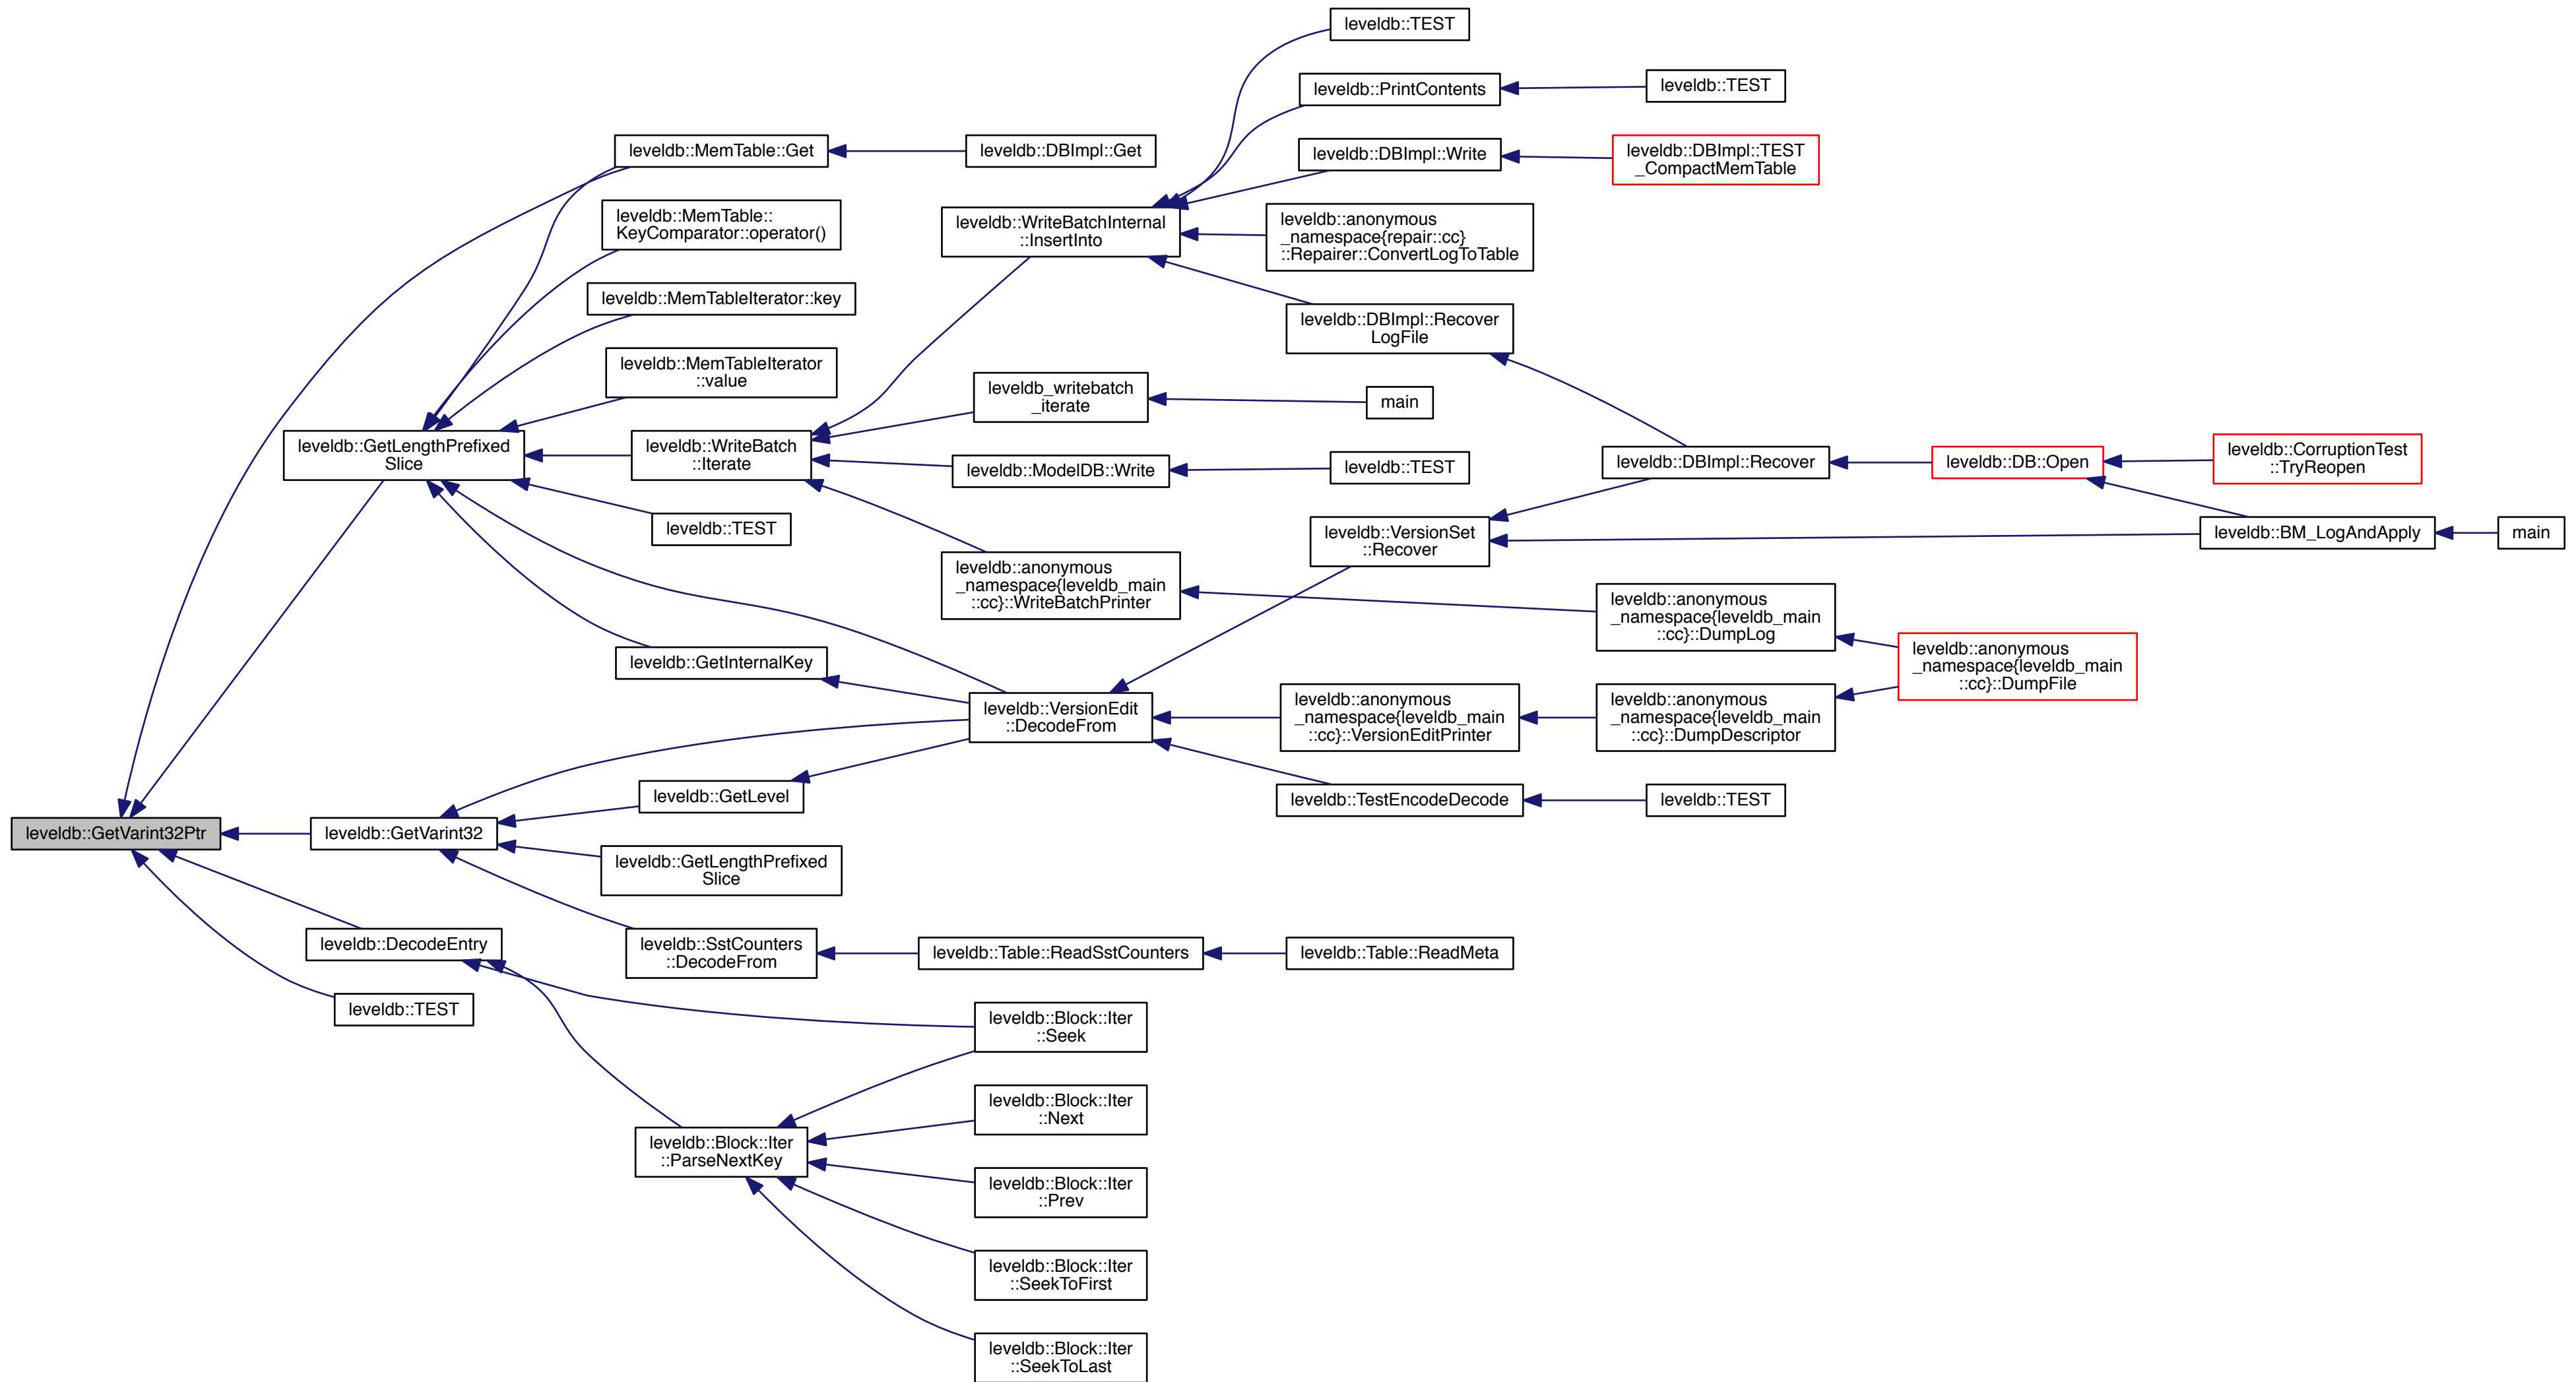 leveldb::TEST
leveldb::PrintContents
leveldb::TEST
leveldb::MemTable::Get
leveldb::DBImpl::Get
leveldb::DBImpl::Write
leveldb::DBImpl::TEST
_CompactMemTable
leveldb::MemTable::
KeyComparator::operator()
leveldb::WriteBatchInternal
::InsertInto
leveldb::anonymous
_namespace{repair::cc}
::Repairer::ConvertLogToTable
leveldb::MemTableIterator::key
leveldb::DBImpl::Recover
LogFile
leveldb::MemTableIterator
::value
leveldb_writebatch
_iterate
main
leveldb::GetLengthPrefixed
Slice
leveldb::WriteBatch
::Iterate
leveldb::ModelDB::Write
leveldb::TEST
leveldb::DBImpl::Recover
leveldb::DB::Open
leveldb::CorruptionTest
::TryReopen
leveldb::TEST
leveldb::VersionSet
::Recover
leveldb::BM_LogAndApply
main
leveldb::anonymous
_namespace{leveldb_main
::cc}::WriteBatchPrinter
leveldb::anonymous
_namespace{leveldb_main
::cc}::DumpLog
leveldb::GetInternalKey
leveldb::anonymous
_namespace{leveldb_main
::cc}::DumpFile
leveldb::VersionEdit
::DecodeFrom
leveldb::anonymous
_namespace{leveldb_main
::cc}::VersionEditPrinter
leveldb::anonymous
_namespace{leveldb_main
::cc}::DumpDescriptor
leveldb::GetLevel
leveldb::TestEncodeDecode
leveldb::TEST
leveldb::GetVarint32Ptr
leveldb::GetVarint32
leveldb::GetLengthPrefixed
Slice
leveldb::DecodeEntry
leveldb::SstCounters
::DecodeFrom
leveldb::Table::ReadSstCounters
leveldb::Table::ReadMeta
leveldb::TEST
leveldb::Block::Iter
::Seek
leveldb::Block::Iter
::Next
leveldb::Block::Iter
::ParseNextKey
leveldb::Block::Iter
::Prev
leveldb::Block::Iter
::SeekToFirst
leveldb::Block::Iter
::SeekToLast